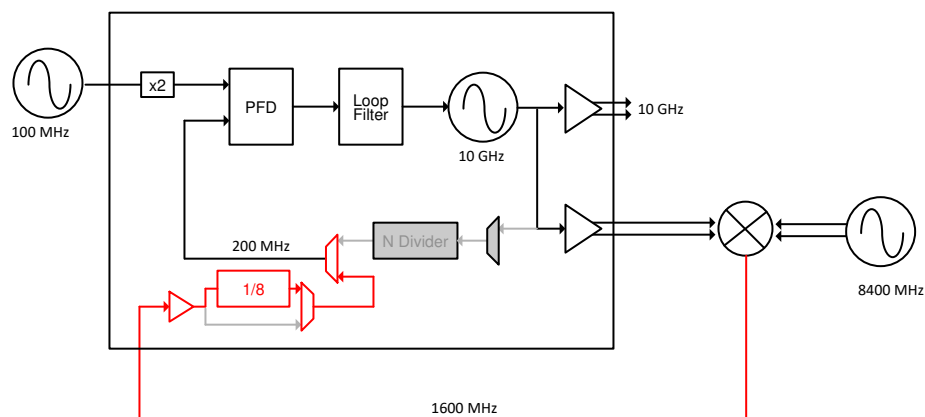 100 MHz
x2
PFD
Loop
Filter
10 GHz
10 GHz
200 MHz
N Divider
1/8
8400 MHz
1600 MHz